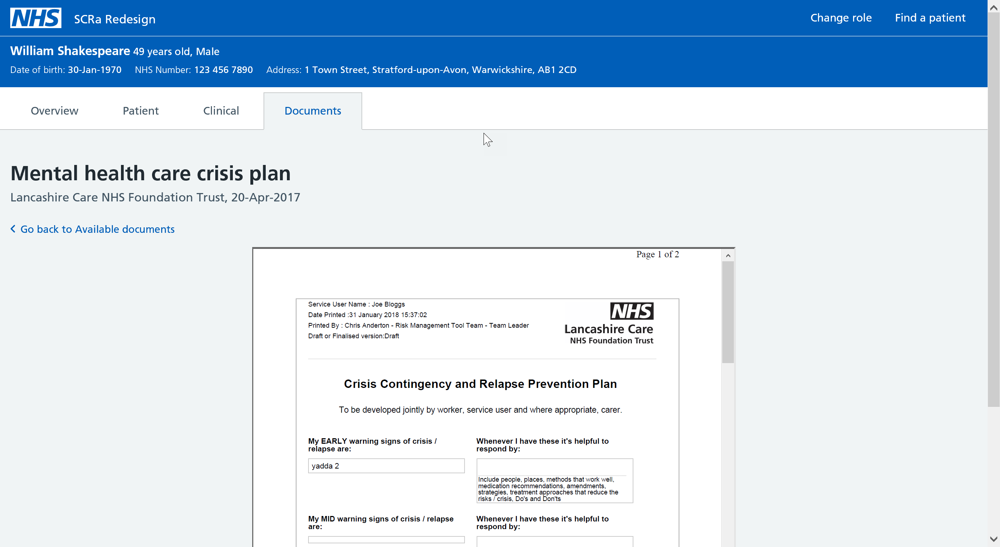 NHS SCRa Redesign Change role Find a patient
William Shakespeare 49 years old, Male
Date of birth: 30-Jan-1970 NHS Number: 123 456 7890 Address: 1 Town Street, Stratford-upon-Avon, Warwickshire, AB1 2CD
Overview Patient Clinical Documents
Mental health care crisis plan
Lancashire Care NHS Foundation Trust, 20-Apr-2017
Go back to Available documents
Page 1 of 2
Service User Name : Joe Bloggs
Date Printed :31 January 2018 15:37:02
Printed By : Chris Anderton - Risk Management Tool Team - Team Leader
Draft or Finalised version:Draft
NHS
Lancashire Care
NHS Foundation Trust
Crisis Contingency and Relapse Prevention Plan
To be developed jointly by worker, service user and where appropriate, carer.
My EARLY warning signs of crisis /
relapse are:
yadda 2
Whenever I have these it's helpful to
respond by:
Include people, places, methods that work well,
medication recommendations, amendments,
strategies, treatment approaches that reduce the
risks / crisis, Do's and Don'ts
My MID warning signs of crisis / relapse
are:
Whenever I have these it's helpful to
respond by: